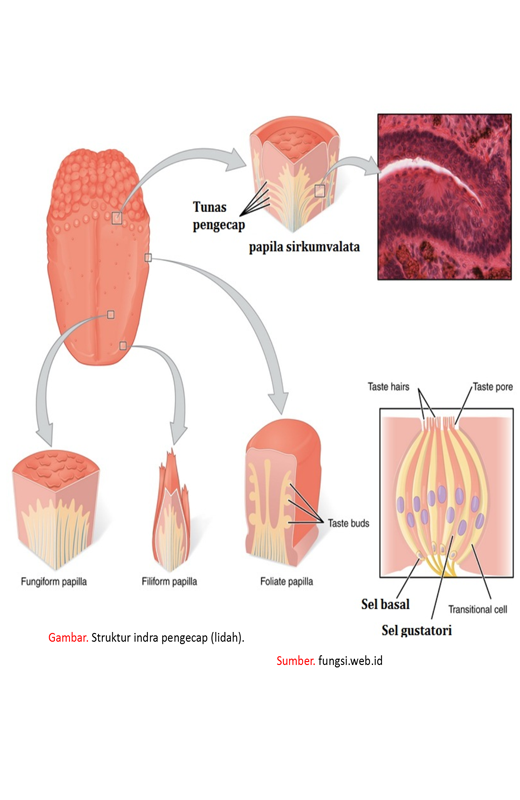 Tunas
pengecap
papila sirkumvalata
Taste hairs
Taste pore
Taste buds
Fungiform papilla
Filiform papilla
Foliate papilla
Sel basal
Transitional cell
Sel gustatori
Gambar. Struktur indra pengecap (lidah).
Sumber. fungsi.web.id